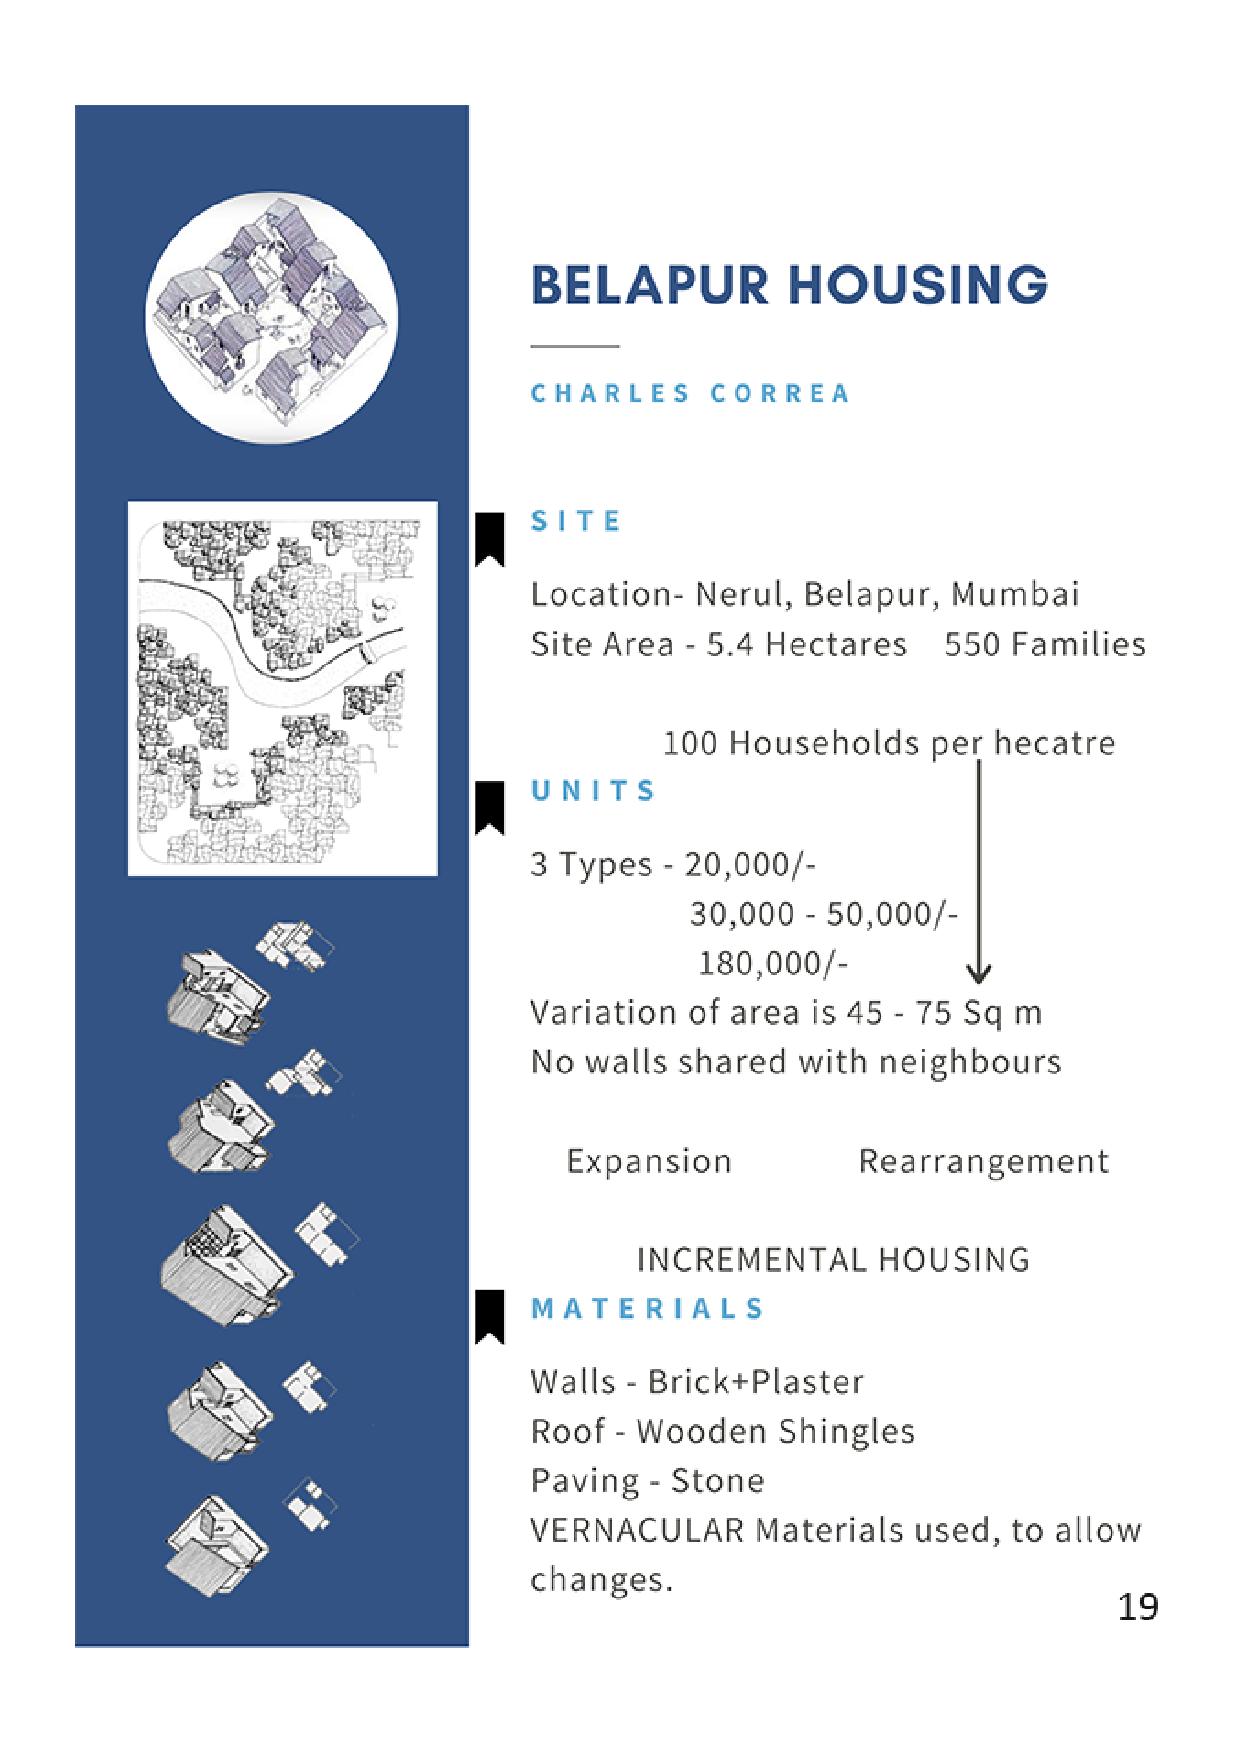 BELAPUR HOUSING
CHARLES CORREA
SITE
Location- Nerul, Belapur, Mumbai
Site Area - 5.4 Hectares    550 Families
100 Households per hecatre
UNITS
3 Types - 20,000/-
30,000 - 50,000/-
180,000/-
Variation of area is 45 - 75 Sq m
No walls shared with neighbours
Expansion    Rearrangement
INCREMENTAL HOUSING
MATERIALS
Walls - Brick+Plaster
Roof - Wooden Shingles
Paving - Stone
VERNACULAR Materials used, to allow
changes.
19